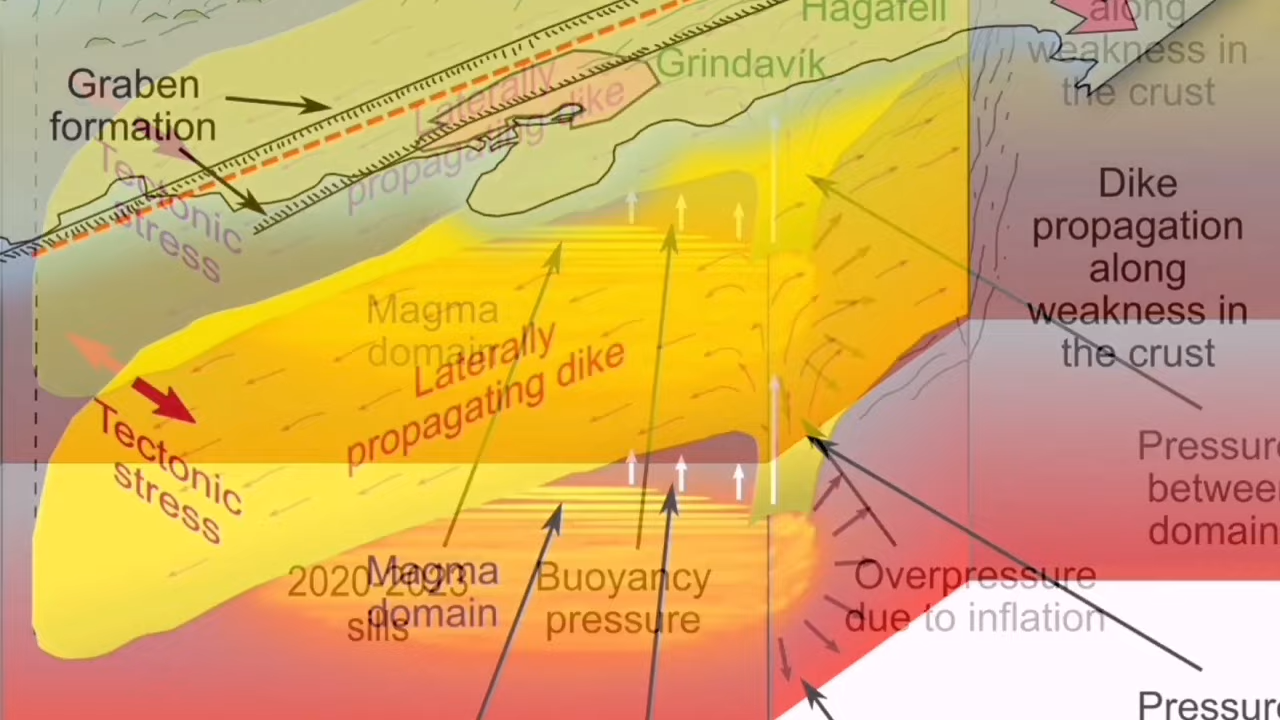 Hagafell
along
weakness in
the crust
Grindavík
Graben
formation
Laterally
propagating dike
Tectonic
stress
Dike
propagation
along
weakness in
the crust
Magma
domain
Laterally
propagating dike
Tectonic
stress
Pressure
between
domain
2020-2023
sills
Magma
domain
Buoyancy
pressure
Overpressure
due to inflation
Pressure